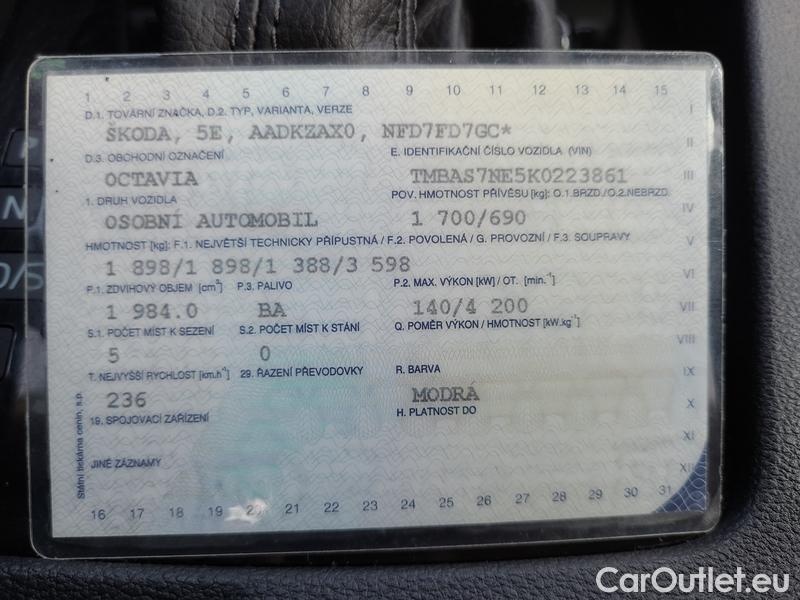 1 2 3 4 5 6 7 8 9 10 11 12 13 14 15
D.1. TOVÁRNÍ ZNAČKA, D.2. TYP, VARIANTA, VERZE I
ŠKODA, 5E, AADKZAX0, NFD7FD7GC*
D.3. OBCHODNÍ OZNAČENÍ E. IDENTIFIKAČNÍ ČÍSLO VOZIDLA (VIN) II
OCTAVIA TMBAS7NE5K0223861 III
1. DRUH VOZIDLA POV. HMOTNOST PŘÍVĚSU [kg]: O.1.BRZD./O.2.NEBRZD.
OSOBNÍ AUTOMOBIL 1 700/690 IV
HMOTNOST [kg]: F.1. NEJVĚTŠÍ TECHNICKY PŘÍPUSTNÁ / F.2. POVOLENÁ / G. PROVOZNÍ / F.3. SOUPRAVY V
1 898/1 898/1 388/3 598
P.1. ZDVIHOVÝ OBJEM [cm³] P.3. PALIVO P.2. MAX. VÝKON [kW] / OT. [min.⁻¹] VI
1 984.0 BA 140/4 200 VII
S.1. POČET MÍST K SEZENÍ S.2. POČET MÍST K STÁNÍ Q. POMĚR VÝKON / HMOTNOST [kW.kg⁻¹]
5 0 VIII
T. NEJVYŠŠÍ RYCHLOST [km.h⁻¹] 29. ŘAZENÍ PŘEVODOVKY R. BARVA IX
236 MODRÁ X
19. SPOJOVACÍ ZAŘÍZENÍ H. PLATNOST DO
XI
JINÉ ZÁZNAMY XII
Státní tiskárna cenin, s.p.
16 17 18 19 20 21 22 23 24 25 26 27 28 29 30 31
N
D/S
CarOutlet.eu